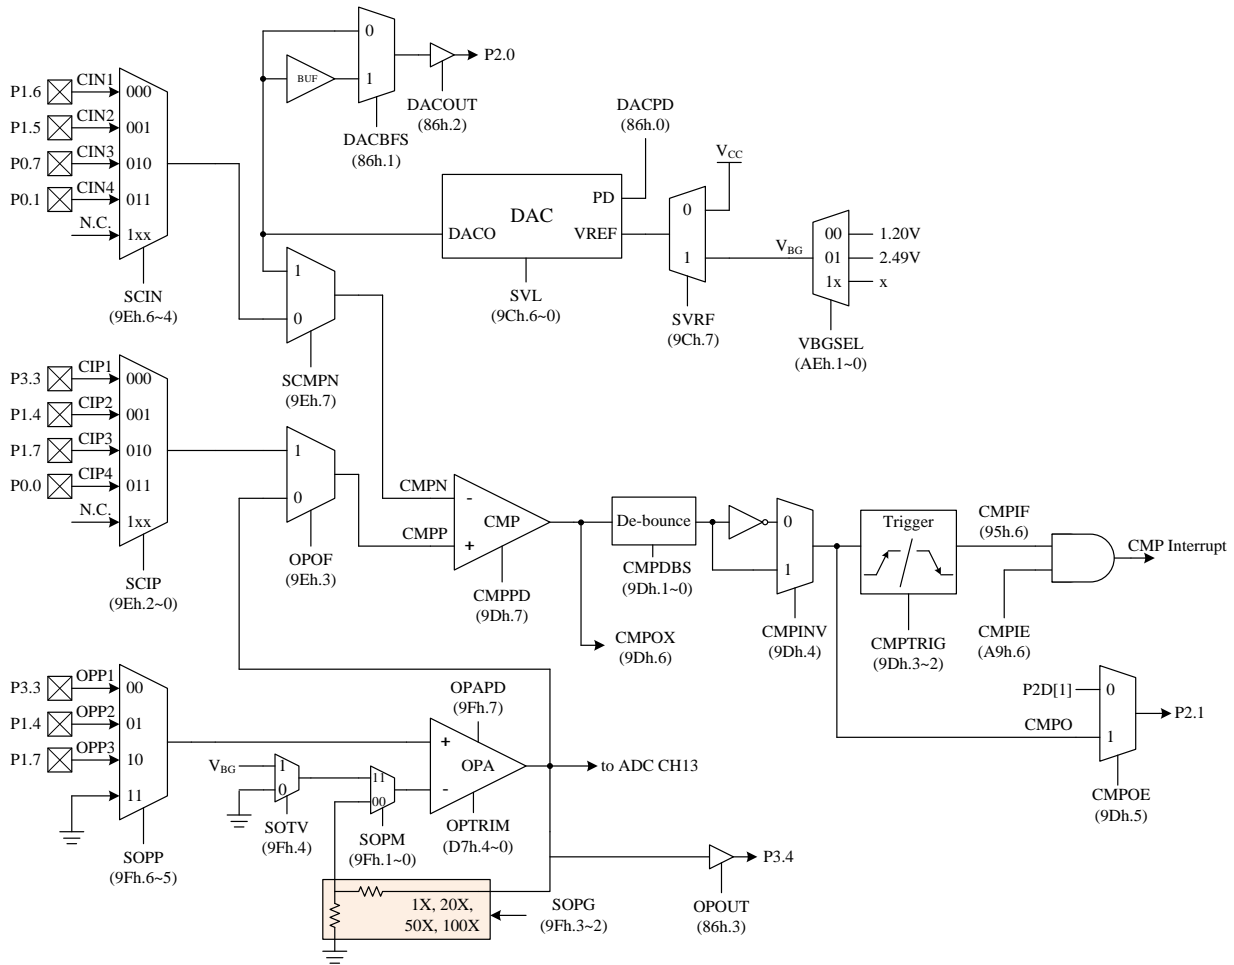 0
BUF
1
P2.0
DACOUT
(86h.2)
DACBFS
(86h.1)
DACPD
(86h.0)
P1.6 CIN1 000
P1.5 CIN2 001
P0.7 CIN3 010
P0.1 CIN4 011
N.C. 1xx
SCIN
(9Eh.6~4)
VCC
DAC
PD
DACO
VREF
SVL
(9Ch.6~0)
0
1
SVRF
(9Ch.7)
VBG
00 1.20V
01 2.49V
1x x
VBGSEL
(AEh.1~0)
1
0
SCMPN
(9Eh.7)
P3.3 CIP1 000
P1.4 CIP2 001
P1.7 CIP3 010
P0.0 CIP4 011
N.C. 1xx
SCIP
(9Eh.2~0)
1
0
OPOF
(9Eh.3)
CMPN -
CMP
CMPP +
CMPPD
(9Dh.7)
CMPOX
(9Dh.6)
De-bounce
CMPDBS
(9Dh.1~0)
0
1
CMPINV
(9Dh.4)
Trigger
CMPTRIG
(9Dh.3~2)
CMPIF
(95h.6)
CMP Interrupt
CMPIE
(A9h.6)
P2D[1] 0
CMPO 1
P2.1
CMPOE
(9Dh.5)
P3.3 OPP1 00
P1.4 OPP2 01
P1.7 OPP3 10
11
SOPP
(9Fh.6~5)
VBG 1
0
SOTV
(9Fh.4)
11
00
SOPM
(9Fh.1~0)
OPAPD
(9Fh.7)
+
OPA
-
OPTRIM
(D7h.4~0)
to ADC CH13
P3.4
OPOUT
(86h.3)
1X, 20X,
50X, 100X
SOPG
(9Fh.3~2)